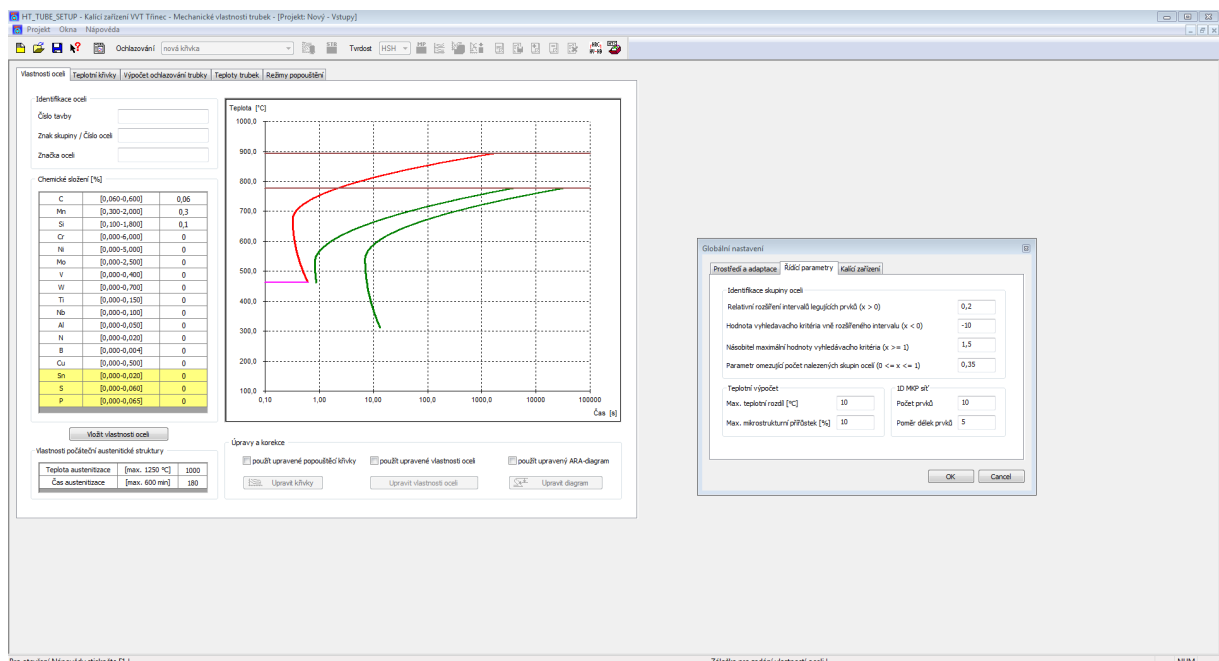 HT_TUBE_SETUP - Kalící zařízení VVT Třinec - Mechanické vlastnosti trubek - [Projekt: Nový - Vstupy]
Projekt Okna Nápověda
Ochlazování nová křivka Tvrdost HSH
Vlastnosti oceli Teplotní křivky Výpočet ochlazování trubky Teploty trubek Režimy popouštění
Identifikace oceli
Číslo tavby
Znak skupiny / Číslo oceli
Značka oceli
Chemické složení [%]
C [0,060-0,600] 0,06
Mn [0,300-2,000] 0,3
Si [0,100-1,800] 0,1
Cr [0,000-6,000] 0
Ni [0,000-5,000] 0
Mo [0,000-2,500] 0
V [0,000-0,400] 0
W [0,000-0,700] 0
Ti [0,000-0,150] 0
Nb [0,000-0,100] 0
Al [0,000-0,050] 0
N [0,000-0,020] 0
B [0,000-0,004] 0
Cu [0,000-0,500] 0
Sn [0,000-0,020] 0
S [0,000-0,060] 0
P [0,000-0,065] 0
Vložit vlastnosti oceli
Vlastnosti počáteční austenitické struktury
Teplota austenitizace [max. 1250 °C] 1000
Čas austenitizace [max. 600 min] 180
Teplota [°C]
1000,0
900,0
800,0
700,0
600,0
500,0
400,0
300,0
200,0
100,0
0,10 1,00 10,00 100,0 1000,0 10000 100000
Čas [s]
Úpravy a korekce
použít upravené popouštěcí křivky použít upravené vlastnosti oceli použít upravený ARA-diagram
Upravit křivky Upravit vlastnosti oceli Upravit diagram
Globální nastavení
Prostředí a adaptace Řídící parametry Kalící zařízení
Identifikace skupiny oceli
Relativní rozšíření intervalů legujících prvků (x > 0) 0,2
Hodnota vyhledavacího kritéria vně rozšířeného intervalu (x < 0) -10
Násobitel maximální hodnoty vyhledávacího kritéria (x >= 1) 1,5
Parametr omezující počet nalezených skupin ocelí (0 <= x <= 1) 0,35
Teplotní výpočet 1D MKP síť
Max. teplotní rozdíl [°C] 10 Počet prvků 10
Max. mikrostrukturní přířůstek [%] 10 Poměr délek prvků 5
OK Cancel
NUM